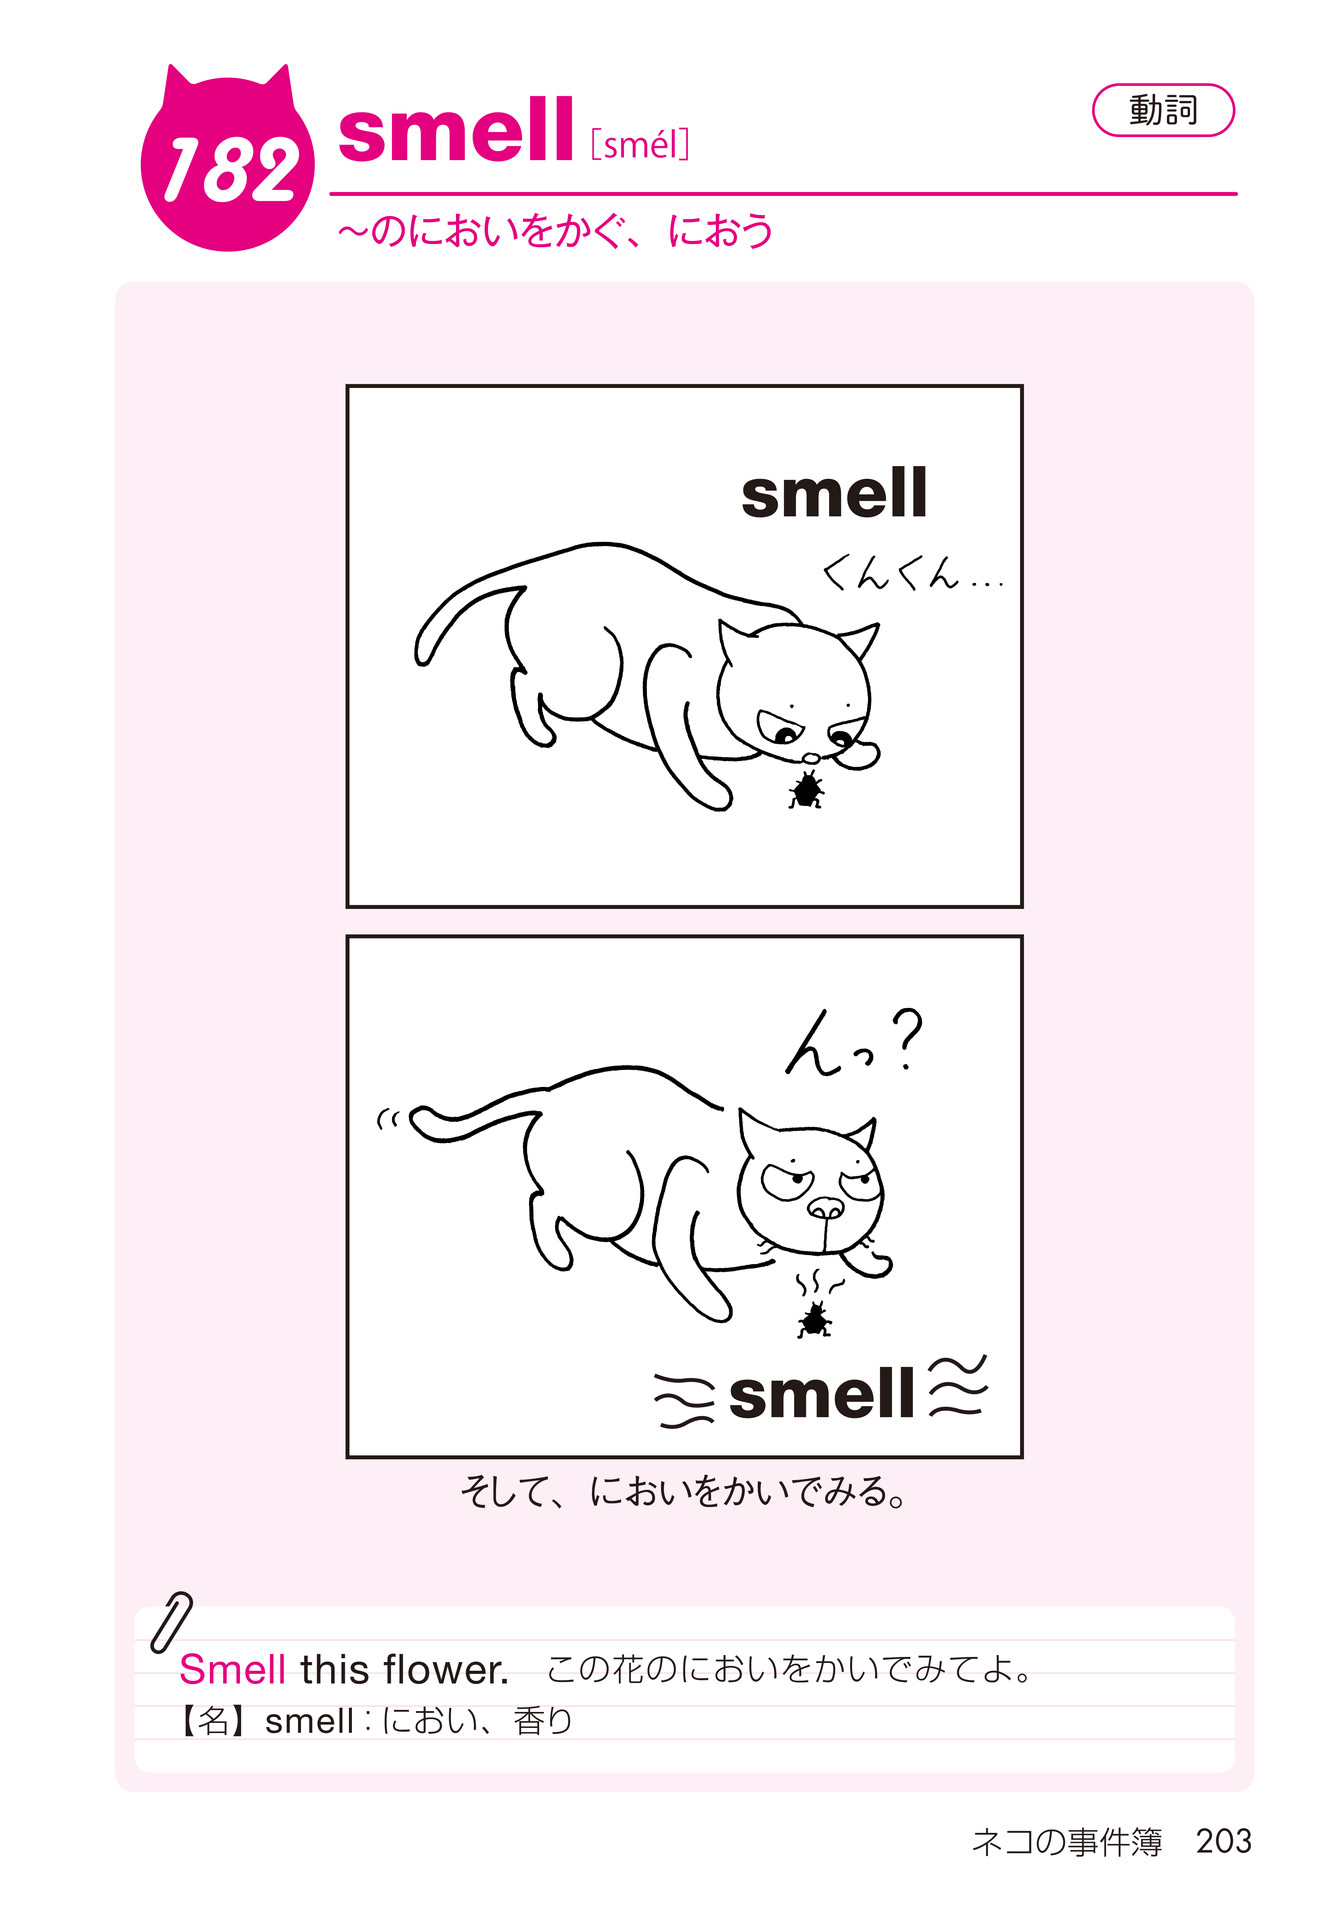 182
smell [smél]
動詞
～のにおいをかぐ、におう
smell
くんくん…
んっ?
smell
そして、においをかいでみる。
Smell this flower. この花のにおいをかいでみてよ。
【名】smell：におい、香り
ネコの事件簿 203